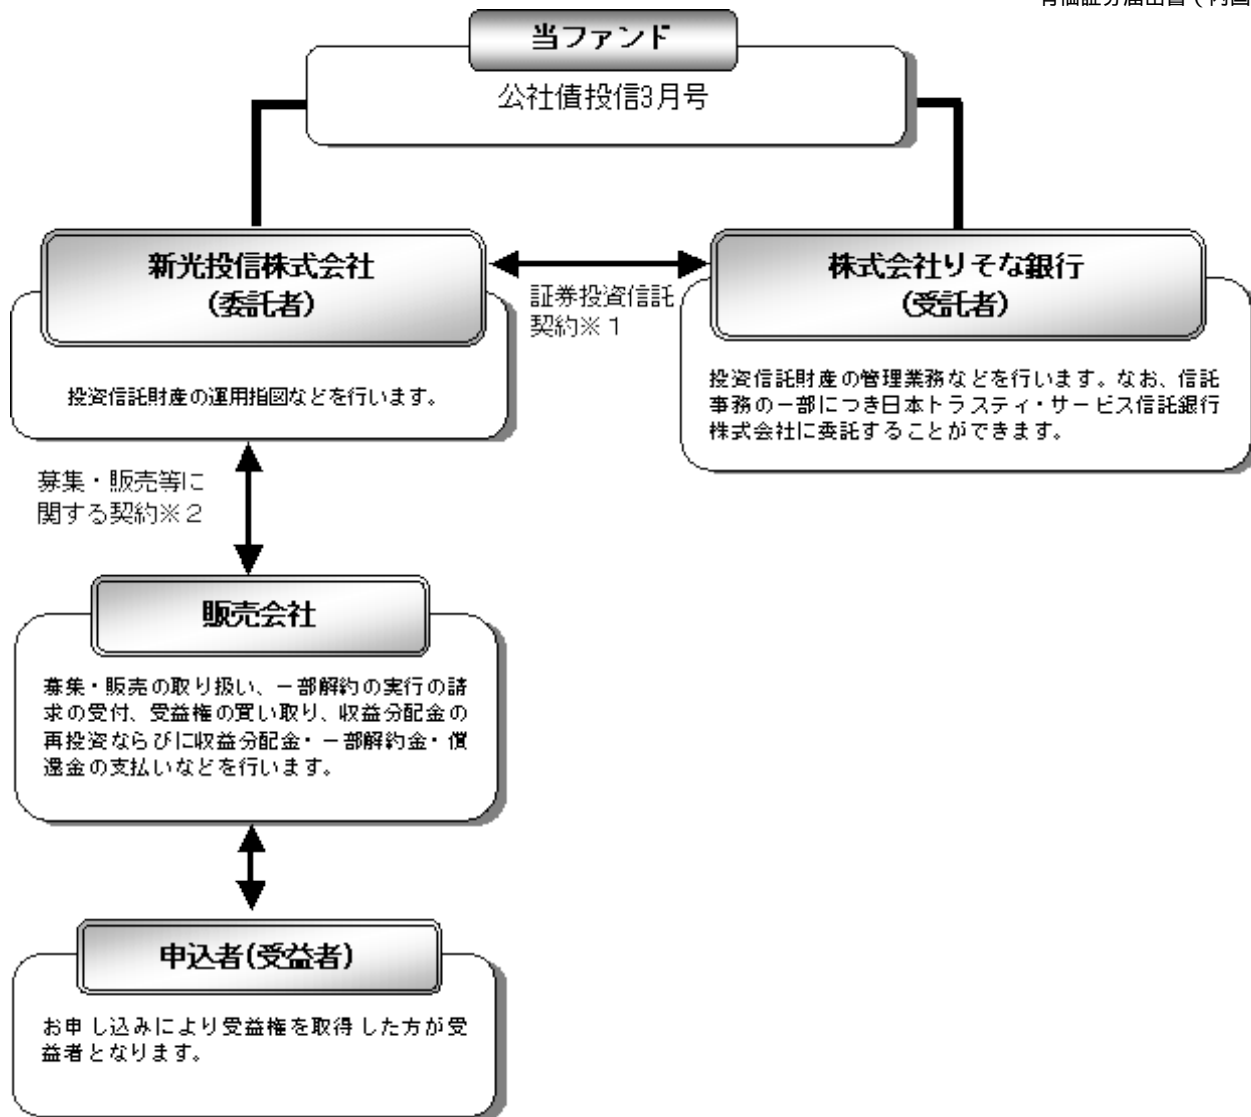 当ファンド
公社債投信3月号
新光投信株式会社
(委託者)
投資信託財産の運用指図などを行います。
証券投資信託
契約※１
株式会社りそな銀行
(受託者)
投資信託財産の管理業務などを行います。なお、信託
事務の一部につき日本トラスティ・サービス信託銀行
株式会社に委託することができます。
募集・販売等に
関する契約※２
販売会社
募集・販売の取り扱い、一部解約の実行の請
求の受付、受益権の買い取り、収益分配金の
再投資ならびに収益分配金・一部解約金・償
還金の支払いなどを行います。
申込者(受益者)
お申し込みにより受益権を取得した方が受
益者となります。